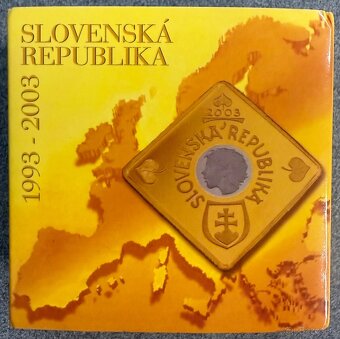 SLOVENSKÁ
REPUBLIKA
1993 - 2003
2003
SLOVENSKÁ REPUBLIKA